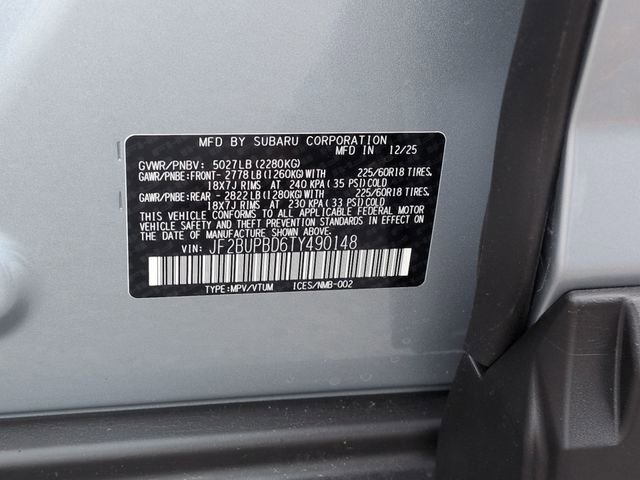 MFD BY SUBARU CORPORATION
MFD IN 12/25
GVWR/PNBV: 5027LB (2280KG)
GAWR/PNBE:FRONT- 2778 LB (1260KG) WITH 225/60R18 TIRES,
18X7J RIMS AT 240 KPA (35 PSI) COLD
GAWR/PNBE:REAR - 2822 LB (1280KG) WITH 225/60R18 TIRES,
18X7J RIMS AT 230 KPA (33 PSI) COLD
THIS VEHICLE CONFORMS TO ALL APPLICABLE FEDERAL MOTOR
VEHICLE SAFETY AND THEFT PREVENTION STANDARDS IN EFFECT
ON THE DATE OF MANUFACTURE SHOWN ABOVE.
VIN: JF2BUPBD6TY490148
TYPE:MPV/VTUM ICES/NMB-002